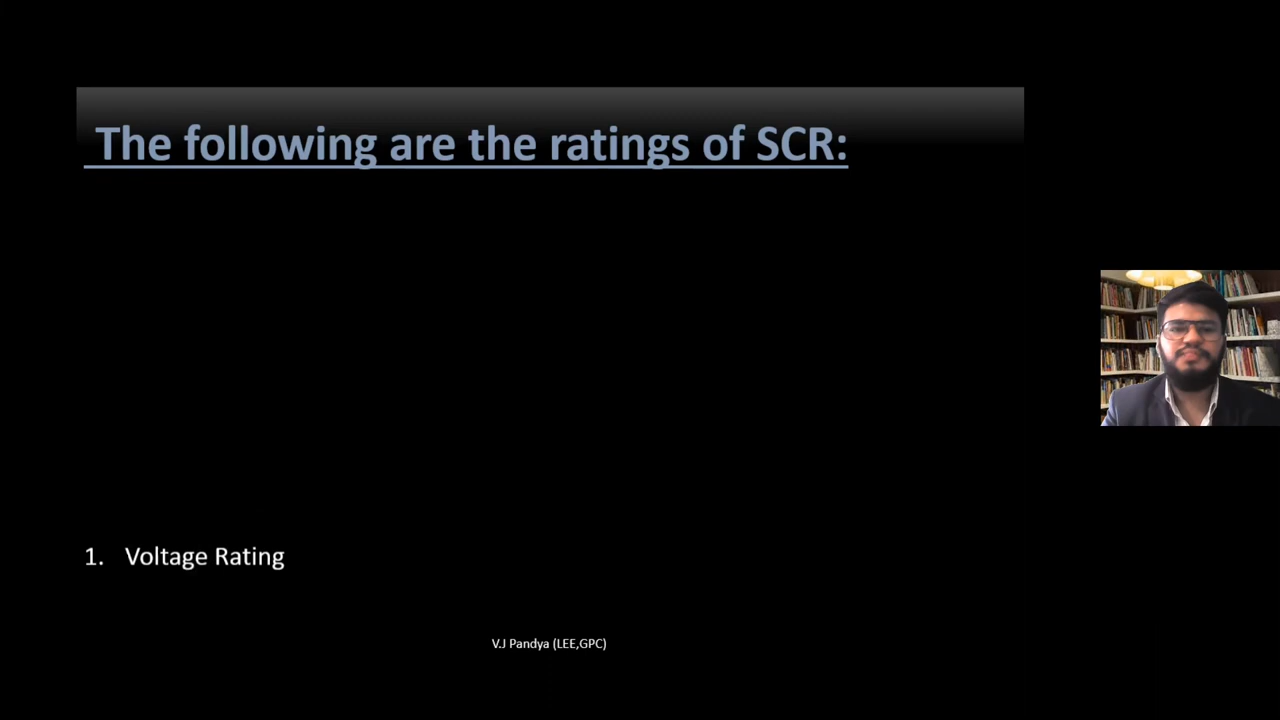 The following are the ratings of SCR:
1. Voltage Rating
V.J Pandya (LEE,GPC)